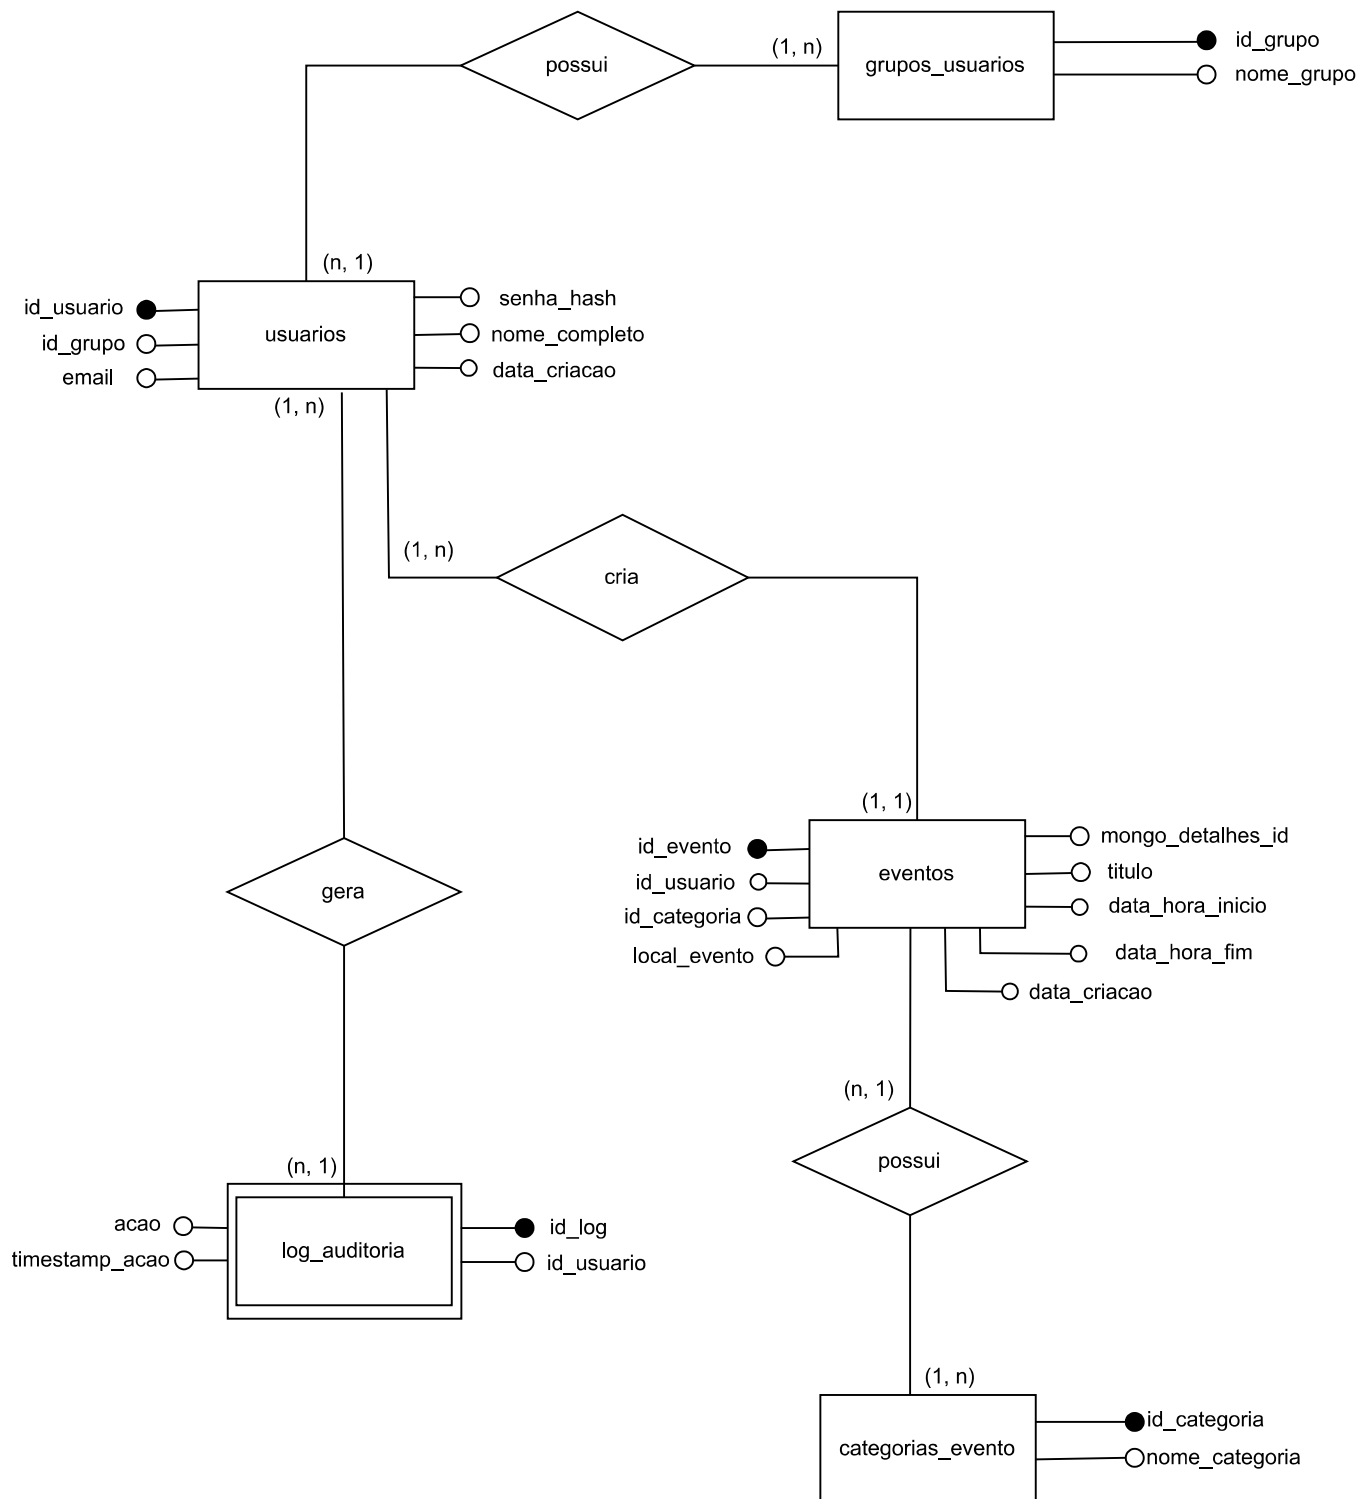 possui
(1, n)
grupos_usuarios
id_grupo
nome_grupo
(n, 1)
id_usuario
id_grupo
email
usuarios
senha_hash
nome_completo
data_criacao
(1, n)
(1, n)
cria
(1, 1)
id_evento
id_usuario
id_categoria
local_evento
eventos
mongo_detalhes_id
titulo
data_hora_inicio
data_hora_fim
data_criacao
gera
(n, 1)
possui
(n, 1)
acao
timestamp_acao
log_auditoria
id_log
id_usuario
(1, n)
categorias_evento
id_categoria
nome_categoria